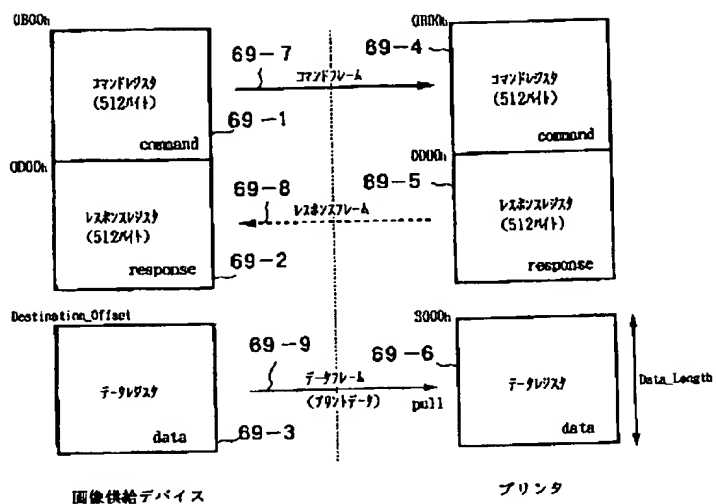 0B00h
コマンドレジスタ
(512バイト)
command
69-1
0D00h
レスポンスレジスタ
(512バイト)
response
69-2
69-7
コマンドフレーム
69-8
レスポンスフレーム
69-4
コマンドレジスタ
(512バイト)
command
0D00h
69-5
レスポンスレジスタ
(512バイト)
response
Destination_Offset
データレジスタ
data
69-3
69-9
データフレーム
(プリントデータ)
pull
69-6
データレジスタ
data
Data_Length
画像供給デバイス
プリンタ